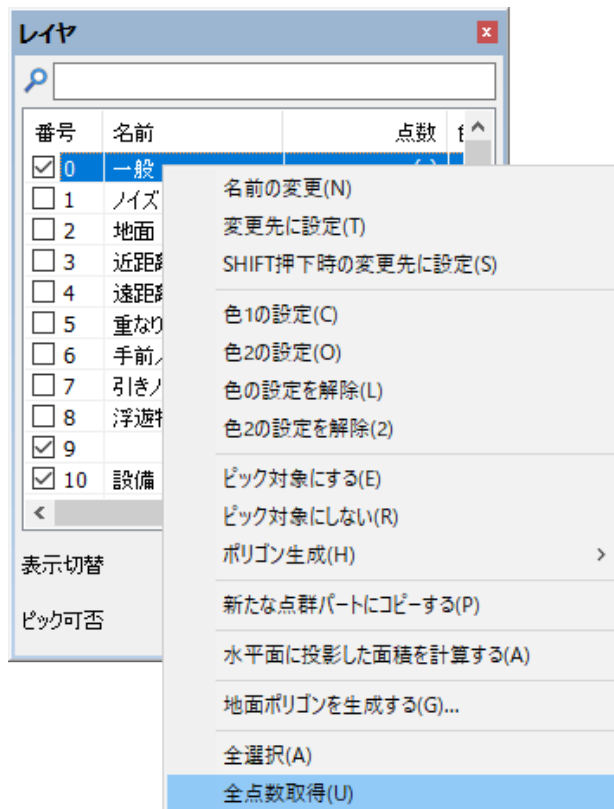 レイヤ
番号 名前 点数
0 一般
1 ノイズ
2 地面
3 近距離
4 遠距離
5 重なり
6 手前ノ
7 引きノ
8 浮遊物
9
10 設備
表示切替
ピック可否
名前の変更(N)
変更先に設定(T)
SHIFT押下時の変更先に設定(S)
色1の設定(C)
色2の設定(O)
色の設定を解除(L)
色2の設定を解除(2)
ピック対象にする(E)
ピック対象にしない(R)
ポリゴン生成(H)
新たな点群パートにコピーする(P)
水平面に投影した面積を計算する(A)
地面ポリゴンを生成する(G)...
全選択(A)
全点数取得(U)